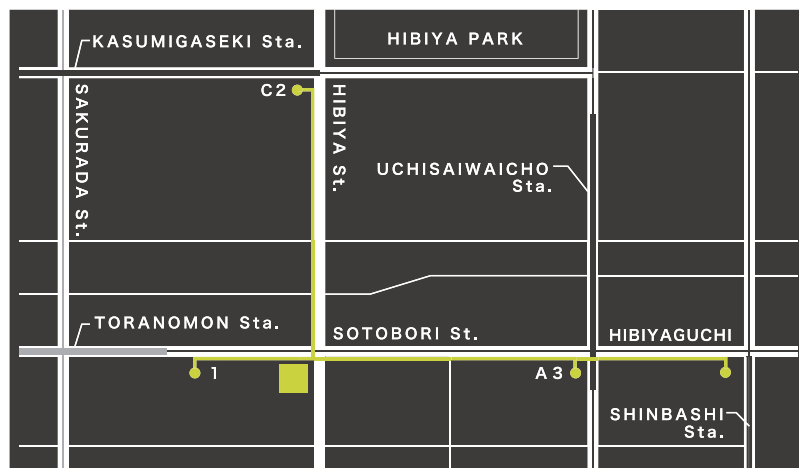 KASUMIGASEKI Sta.
HIBIYA PARK
C2
SAKURADA St.
HIBIYA St.
UCHISAIWAICHO
Sta.
TORANOMON Sta.
SOTOBORI St.
HIBIYAGUCHI
1
A3
SHINBASHI
Sta.